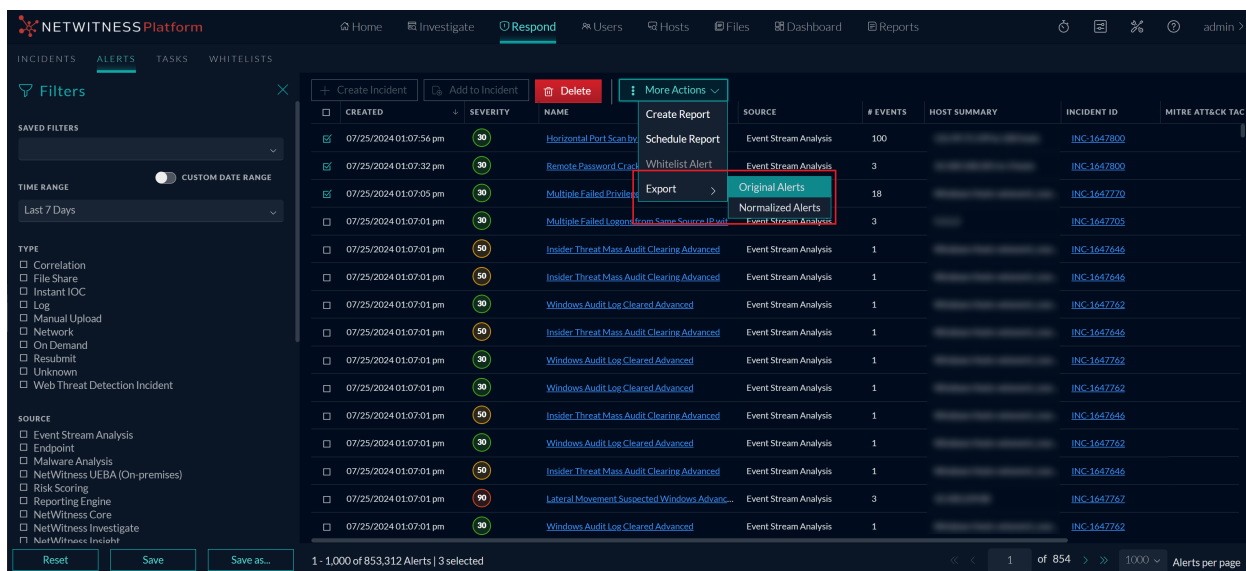 NETWITNESS Platform
Home Investigate Respond Users Hosts Files Dashboard Reports admin
INCIDENTS ALERTS TASKS WHITELISTS
Filters
SAVED FILTERS
CUSTOM DATE RANGE
TIME RANGE
Last 7 Days
TYPE
Correlation
File Share
Instant IOC
Log
Manual Upload
Network
On Demand
Resubmit
Unknown
Web Threat Detection Incident
SOURCE
Event Stream Analysis
Endpoint
Malware Analysis
NetWitness UEBA (On-premises)
Risk Scoring
Reporting Engine
NetWitness Core
NetWitness Investigate
NetWitness Insight
Reset Save Save as...
+ Create Incident Add to Incident Delete More Actions
Create Report
Schedule Report
Whitelist Alert
Export
Original Alerts
Normalized Alerts
CREATED SEVERITY NAME SOURCE # EVENTS HOST SUMMARY INCIDENT ID MITRE ATT&CK TAC
07/25/2024 01:07:56 pm 30 Horizontal Port Scan by Event Stream Analysis 100 INC-1647800
07/25/2024 01:07:32 pm 30 Remote Password Crack Event Stream Analysis 3 INC-1647800
07/25/2024 01:07:05 pm 30 Multiple Failed Privilege 18 INC-1647770
07/25/2024 01:07:01 pm 30 Multiple Failed Logons from Same Source IP wit... Event Stream Analysis 3 INC-1647705
07/25/2024 01:07:01 pm 50 Insider Threat Mass Audit Clearing Advanced Event Stream Analysis 1 INC-1647646
07/25/2024 01:07:01 pm 50 Insider Threat Mass Audit Clearing Advanced Event Stream Analysis 1 INC-1647646
07/25/2024 01:07:01 pm 30 Windows Audit Log Cleared Advanced Event Stream Analysis 1 INC-1647762
07/25/2024 01:07:01 pm 50 Insider Threat Mass Audit Clearing Advanced Event Stream Analysis 1 INC-1647646
07/25/2024 01:07:01 pm 30 Windows Audit Log Cleared Advanced Event Stream Analysis 1 INC-1647762
07/25/2024 01:07:01 pm 30 Windows Audit Log Cleared Advanced Event Stream Analysis 1 INC-1647762
07/25/2024 01:07:01 pm 50 Insider Threat Mass Audit Clearing Advanced Event Stream Analysis 1 INC-1647646
07/25/2024 01:07:01 pm 30 Windows Audit Log Cleared Advanced Event Stream Analysis 1 INC-1647762
07/25/2024 01:07:01 pm 50 Insider Threat Mass Audit Clearing Advanced Event Stream Analysis 1 INC-1647646
07/25/2024 01:07:01 pm 90 Lateral Movement Suspected Windows Advanc... Event Stream Analysis 3 INC-1647767
07/25/2024 01:07:01 pm 30 Windows Audit Log Cleared Advanced Event Stream Analysis 1 INC-1647762
1 - 1,000 of 853,312 Alerts | 3 selected
1 of 854 1000 Alerts per page